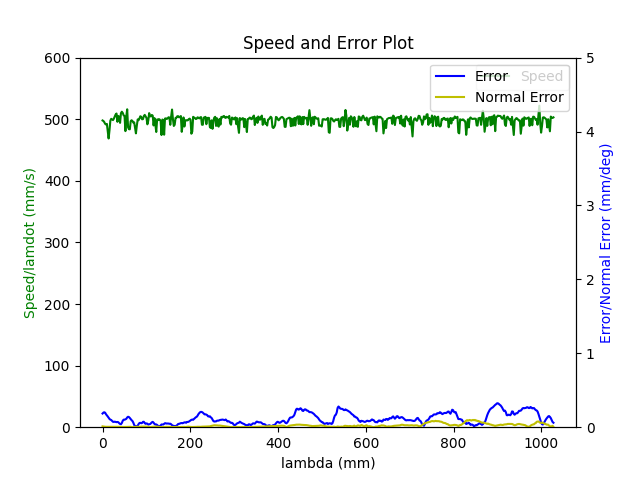 Speed and Error Plot
600
500
400
300
200
100
0
Speed/lamdot (mm/s)
5
4
3
2
1
0
Error/Normal Error (mm/deg)
Error
Speed
Normal Error
0 200 400 600 800 1000
lambda (mm)